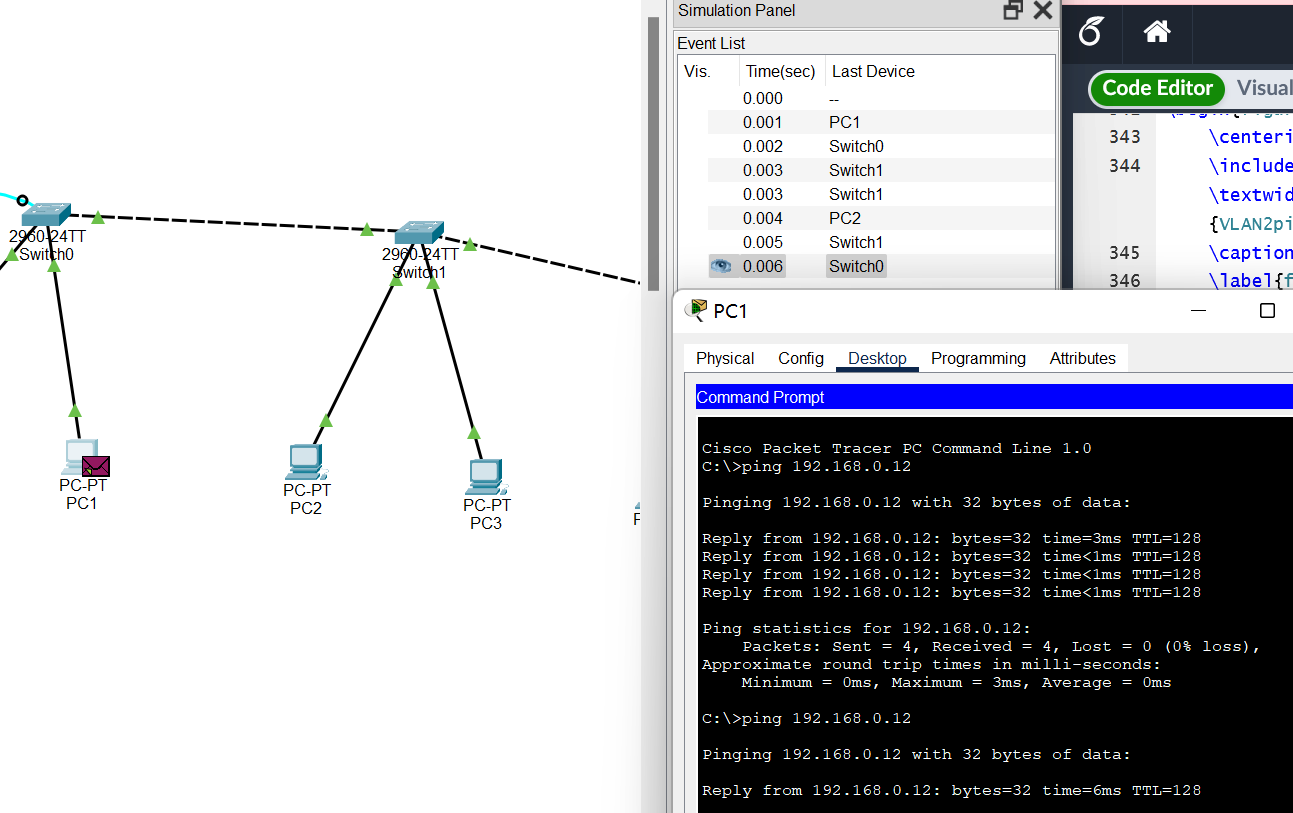 2960-24TT
Switch0
2960-24TT
Switch1
PC-PT
PC1
PC-PT
PC2
PC-PT
PC3
Simulation Panel
Event List
Vis. Time(sec) Last Device
0.000 --
0.001 PC1
0.002 Switch0
0.003 Switch1
0.003 Switch1
0.004 PC2
0.005 Switch1
0.006 Switch0
Code Editor Visual
343 \centeri
344 \include
\textwid
{VLAN2pi
345 \caption
346 \label{f
PC1
Physical Config Desktop Programming Attributes
Command Prompt
Cisco Packet Tracer PC Command Line 1.0
C:\>ping 192.168.0.12
Pinging 192.168.0.12 with 32 bytes of data:
Reply from 192.168.0.12: bytes=32 time=3ms TTL=128
Reply from 192.168.0.12: bytes=32 time<1ms TTL=128
Reply from 192.168.0.12: bytes=32 time<1ms TTL=128
Reply from 192.168.0.12: bytes=32 time<1ms TTL=128
Ping statistics for 192.168.0.12:
Packets: Sent = 4, Received = 4, Lost = 0 (0% loss),
Approximate round trip times in milli-seconds:
Minimum = 0ms, Maximum = 3ms, Average = 0ms
C:\>ping 192.168.0.12
Pinging 192.168.0.12 with 32 bytes of data:
Reply from 192.168.0.12: bytes=32 time=6ms TTL=128